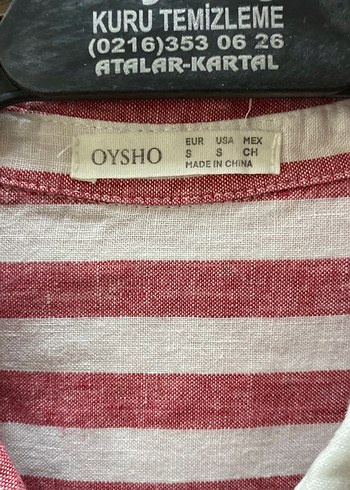 KURU TEMİZLEME
(0216)353 06 26
ATALAR-KARTAL
OYSHO
EUR USA MEX
S S CH
MADE IN CHINA